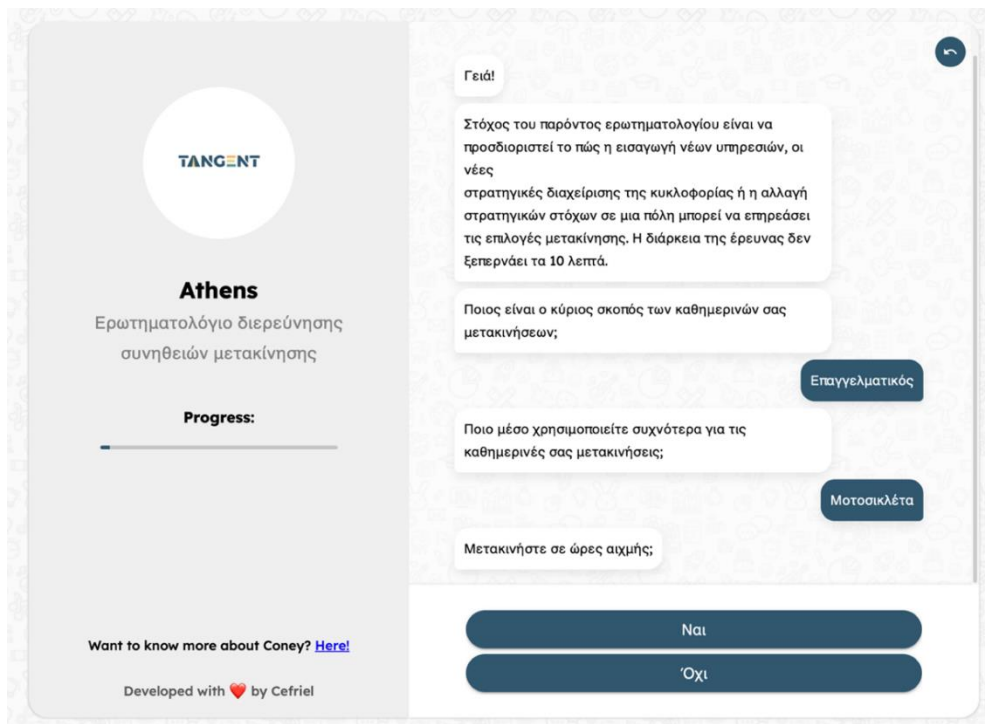 TANGENT
Athens
Ερωτηματολόγιο διερεύνησης
συνηθειών μετακίνησης
Progress:
Want to know more about Coney? Here!
Developed with ❤️ by Cefriel
Γειά!
Στόχος του παρόντος ερωτηματολογίου είναι να
προσδιοριστεί το πώς η εισαγωγή νέων υπηρεσιών, οι
νέες
στρατηγικές διαχείρισης της κυκλοφορίας ή η αλλαγή
στρατηγικών στόχων σε μια πόλη μπορεί να επηρεάσει
τις επιλογές μετακίνησης. Η διάρκεια της έρευνας δεν
ξεπερνάει τα 10 λεπτά.
Ποιος είναι ο κύριος σκοπός των καθημερινών σας
μετακινήσεων;
Επαγγελματικός
Ποιο μέσο χρησιμοποιείτε συχνότερα για τις
καθημερινές σας μετακινήσεις;
Μοτοσικλέτα
Μετακινήστε σε ώρες αιχμής;
Ναι
Όχι